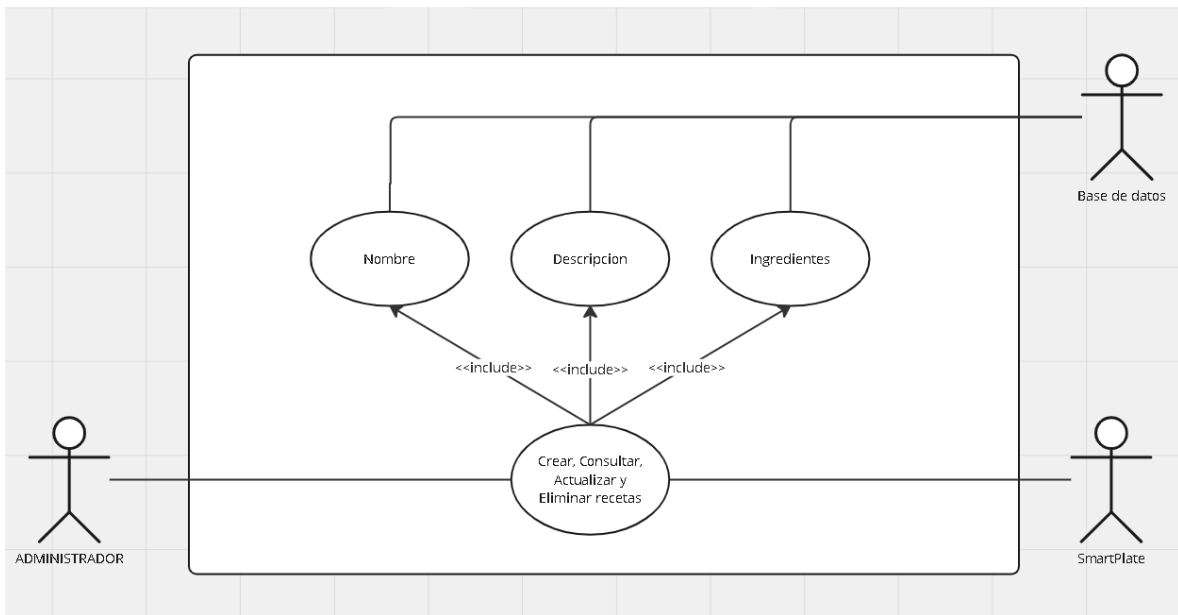 Base de datos
Nombre
Descripcion
Ingredientes
<<include>>
<<include>>
<<include>>
Crear, Consultar,
Actualizar y
Eliminar recetas
ADMINISTRADOR
SmartPlate